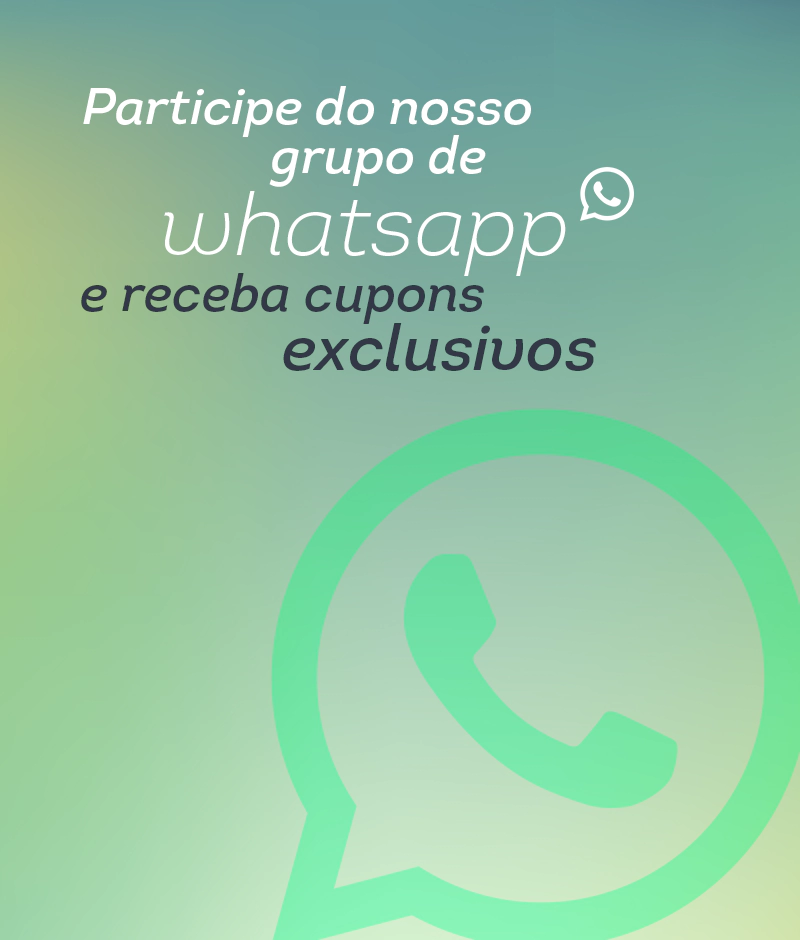 Participe do nosso
grupo de
whatsapp
e receba cupons
exclusivos